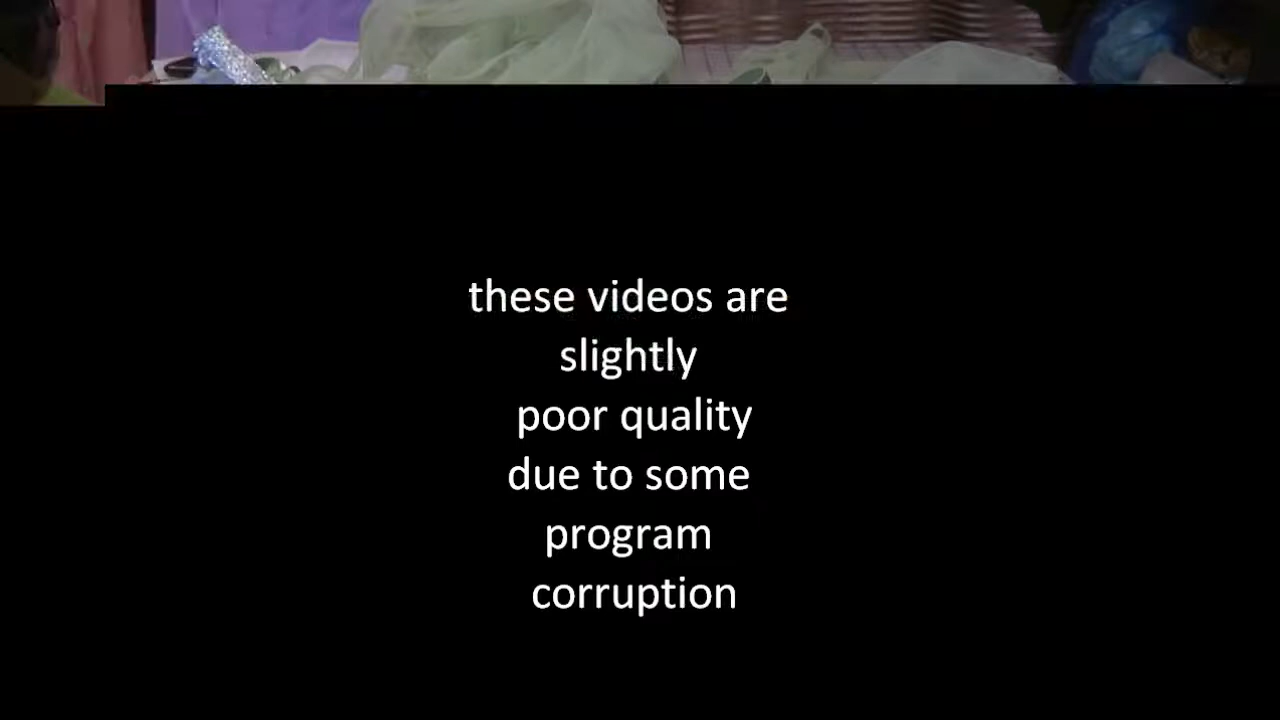 these videos are
slightly
poor quality
due to some
program
corruption